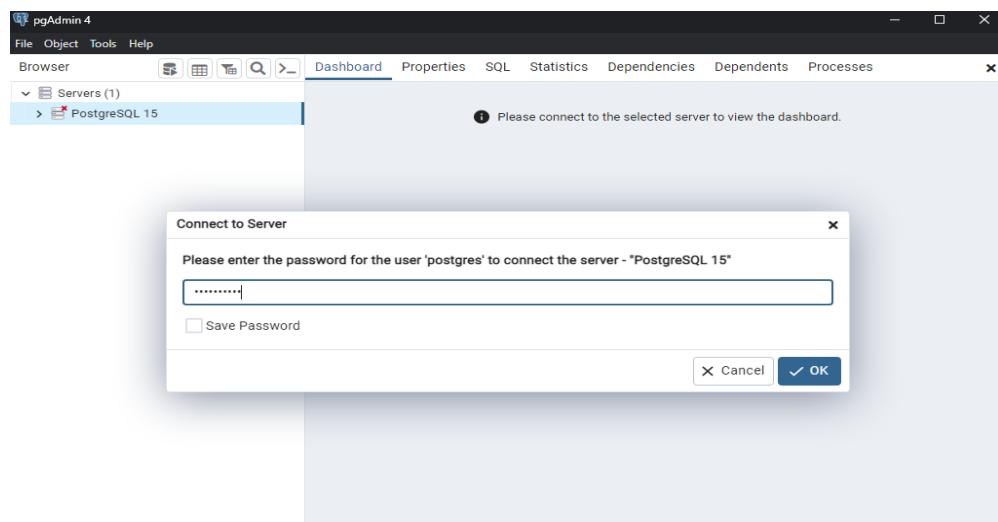 pgAdmin 4
File Object Tools Help
Browser
Dashboard Properties SQL Statistics Dependencies Dependents Processes
Servers (1)
PostgreSQL 15
Please connect to the selected server to view the dashboard.
Connect to Server
Please enter the password for the user 'postgres' to connect the server - "PostgreSQL 15"
••••••••••
Save Password
Cancel OK